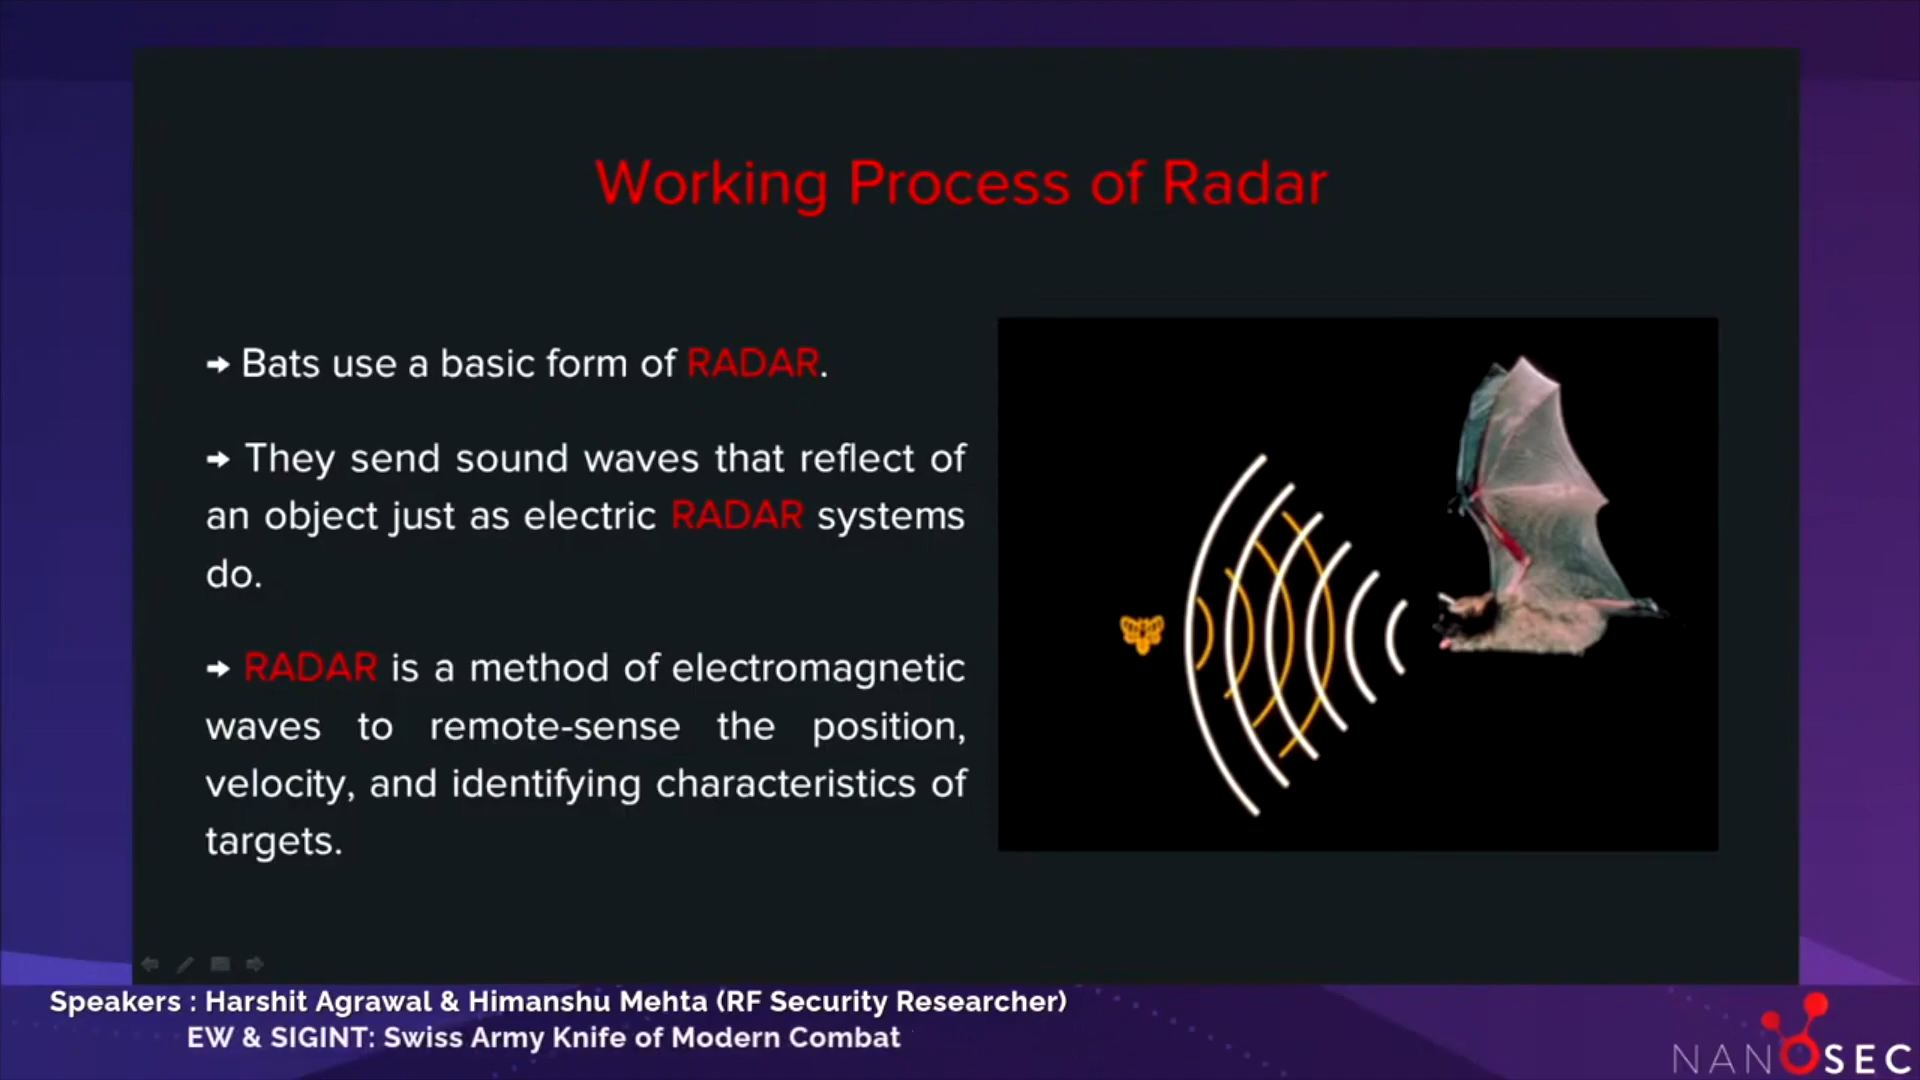 Working Process of Radar
➔ Bats use a basic form of RADAR.
➔ They send sound waves that reflect of
an object just as electric RADAR systems
do.
➔ RADAR is a method of electromagnetic
waves to remote-sense the position,
velocity, and identifying characteristics of
targets.
Speakers : Harshit Agrawal & Himanshu Mehta (RF Security Researcher)
EW & SIGINT: Swiss Army Knife of Modern Combat
NANOSEC